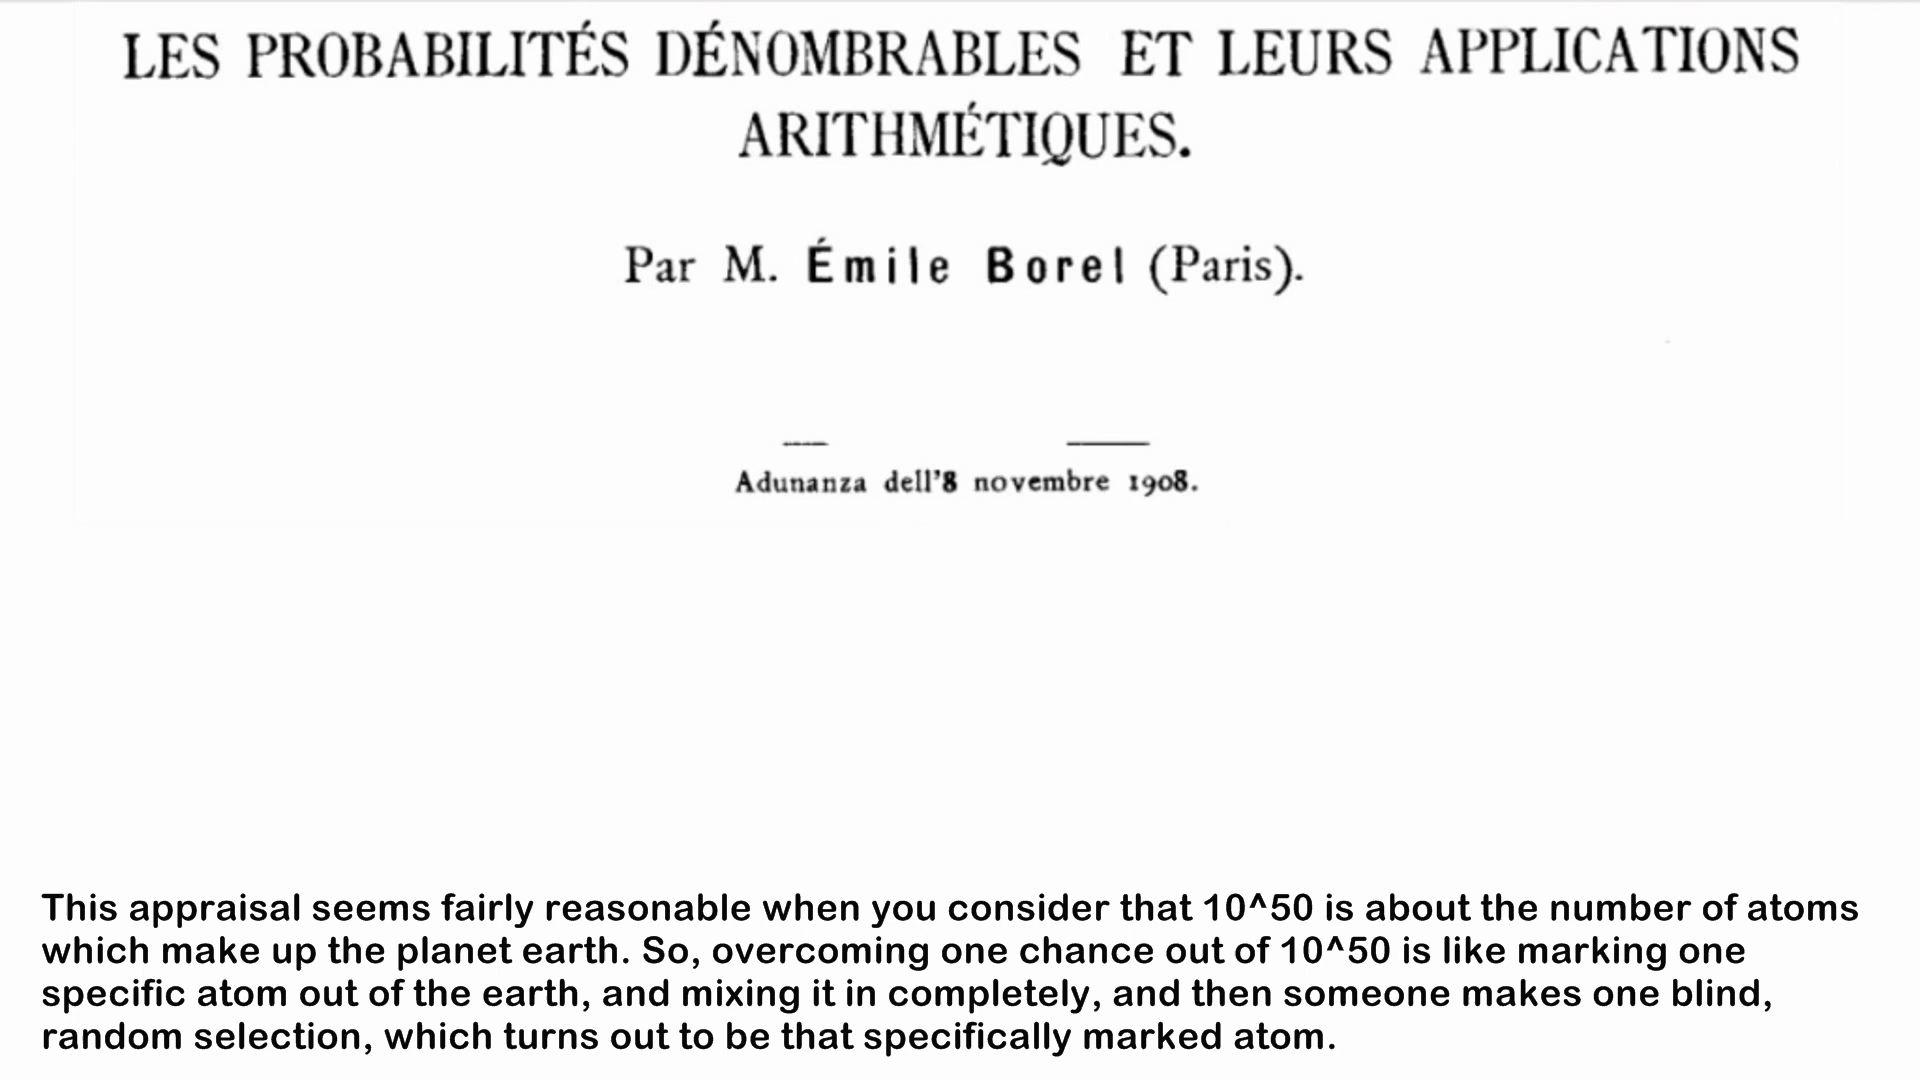 LES PROBABILITÉS DÉNOMBRABLES ET LEURS APPLICATIONS
ARITHMÉTIQUES.
Par M. Émile Borel (Paris).
Adunanza dell'8 novembre 1908.
This appraisal seems fairly reasonable when you consider that 10^50 is about the number of atoms
which make up the planet earth. So, overcoming one chance out of 10^50 is like marking one
specific atom out of the earth, and mixing it in completely, and then someone makes one blind,
random selection, which turns out to be that specifically marked atom.